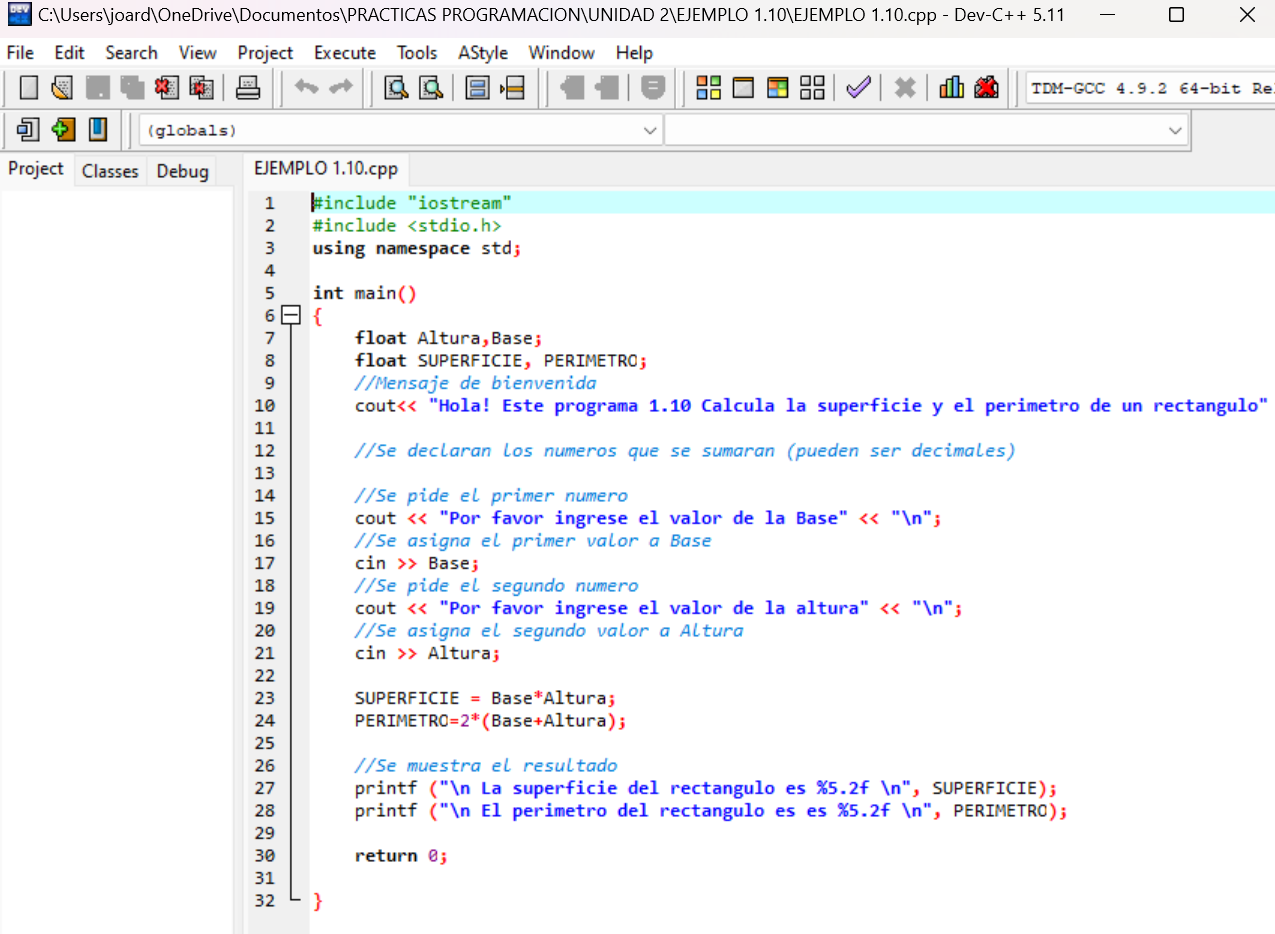 C:\Users\joard\OneDrive\Documentos\PRACTICAS PROGRAMACION\UNIDAD 2\EJEMPLO 1.10\EJEMPLO 1.10.cpp - Dev-C++ 5.11
File Edit Search View Project Execute Tools AStyle Window Help
TDM-GCC 4.9.2 64-bit Re
(globals)
Project Classes Debug EJEMPLO 1.10.cpp
1 #include "iostream"
2 #include <stdio.h>
3 using namespace std;
4
5 int main()
6 {
7 float Altura,Base;
8 float SUPERFICIE, PERIMETRO;
9 //Mensaje de bienvenida
10 cout<< "Hola! Este programa 1.10 Calcula la superficie y el perimetro de un rectangulo"
11
12 //Se declaran los numeros que se sumaran (pueden ser decimales)
13
14 //Se pide el primer numero
15 cout << "Por favor ingrese el valor de la Base" << "\n";
16 //Se asigna el primer valor a Base
17 cin >> Base;
18 //Se pide el segundo numero
19 cout << "Por favor ingrese el valor de la altura" << "\n";
20 //Se asigna el segundo valor a Altura
21 cin >> Altura;
22
23 SUPERFICIE = Base*Altura;
24 PERIMETRO=2*(Base+Altura);
25
26 //Se muestra el resultado
27 printf ("\n La superficie del rectangulo es %5.2f \n", SUPERFICIE);
28 printf ("\n El perimetro del rectangulo es es %5.2f \n", PERIMETRO);
29
30 return 0;
31
32 }